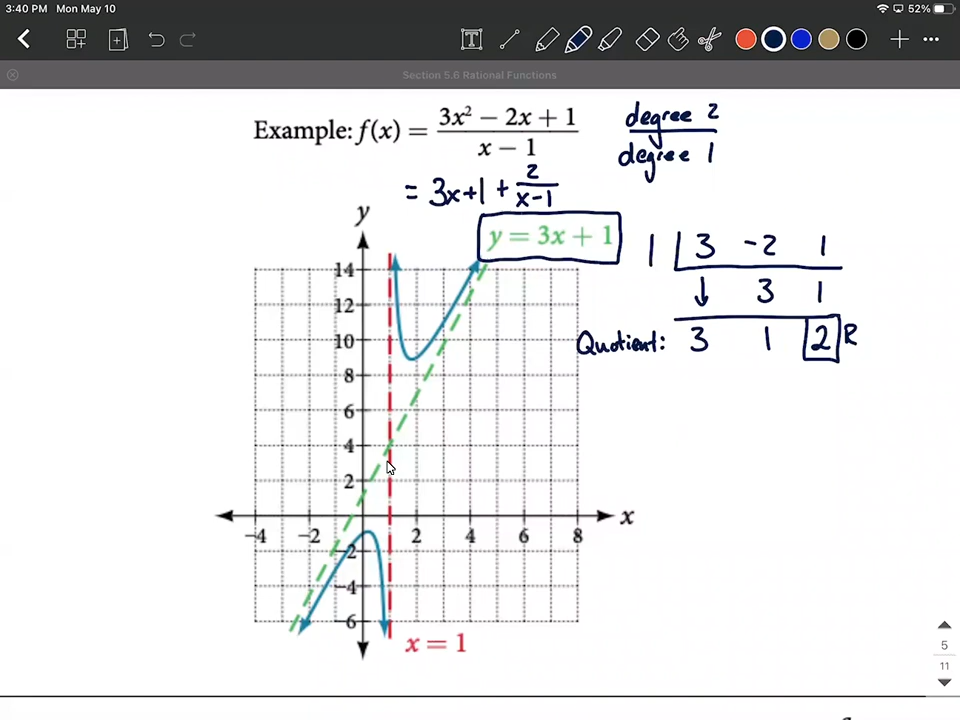 3:40 PM Mon May 10
52%
Section 5.6 Rational Functions
Example: f(x) = 3x² − 2x + 1 / x − 1
degree 2
degree 1
= 3x+1 + 2/x-1
y
y = 3x + 1
1 3 -2 1
↓ 3 1
Quotient: 3 1 2 R
14
12
10
8
6
4
2
x
−4 −2 2 4 6 8
−2
−4
−6
x = 1
5
11